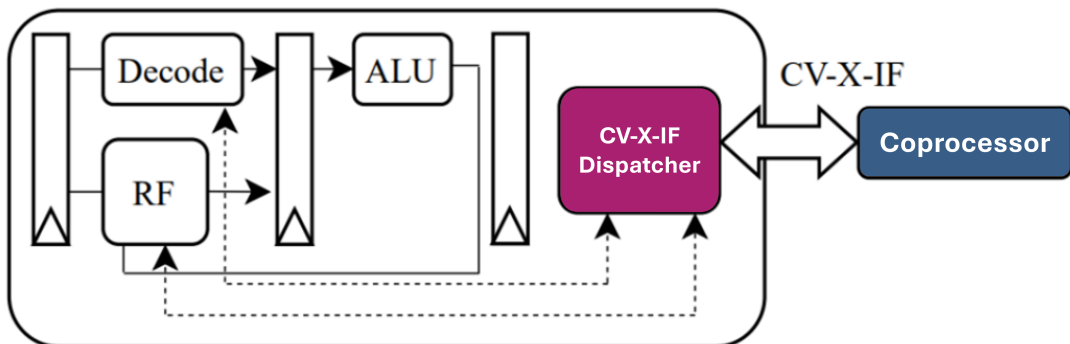 Decode
ALU
CV-X-IF
CV-X-IF
Dispatcher
Coprocessor
RF